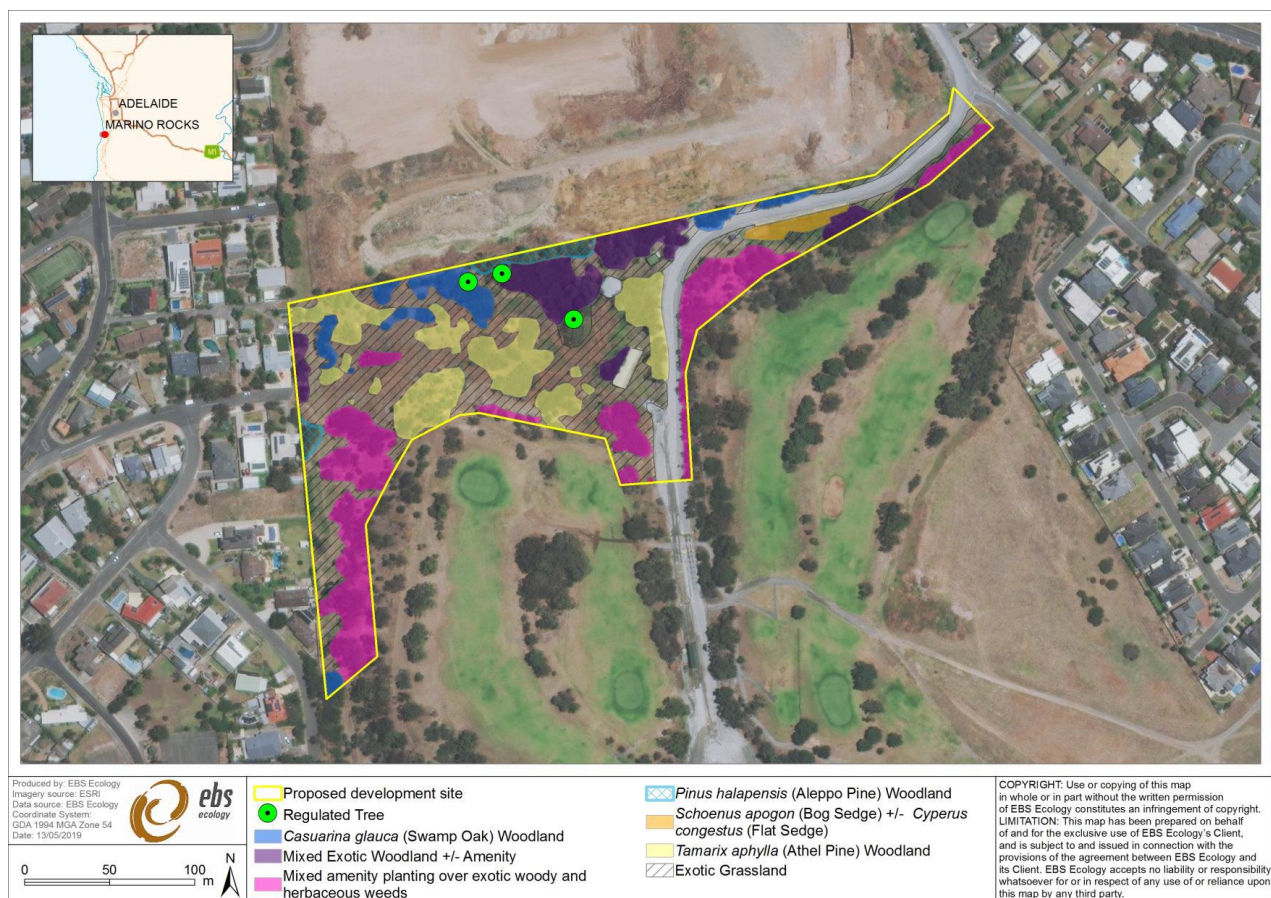 ADELAIDE
MARINO ROCKS
M1
Produced by: EBS Ecology
Imagery source: ESRI
Data source: EBS Ecology
Coordinate System:
GDA 1994 MGA Zone 54
Date: 13/05/2019
ebs
ecology
0 50 100
m
N
Proposed development site
Regulated Tree
Casuarina glauca (Swamp Oak) Woodland
Mixed Exotic Woodland +/- Amenity
Mixed amenity planting over exotic woody and
herbaceous weeds
Pinus halapensis (Aleppo Pine) Woodland
Schoenus apogon (Bog Sedge) +/- Cyperus
congestus (Flat Sedge)
Tamarix aphylla (Athel Pine) Woodland
Exotic Grassland
COPYRIGHT: Use or copying of this map
in whole or in part without the written permission
of EBS Ecology constitutes an infringement of copyright.
LIMITATION: This map has been prepared on behalf
of and for the exclusive use of EBS Ecology's Client,
and is subject to and issued in connection with the
provisions of the agreement between EBS Ecology and
its Client. EBS Ecology accepts no liability or responsibility
whatsoever for or in respect of any use of or reliance upon
this map by any third party.